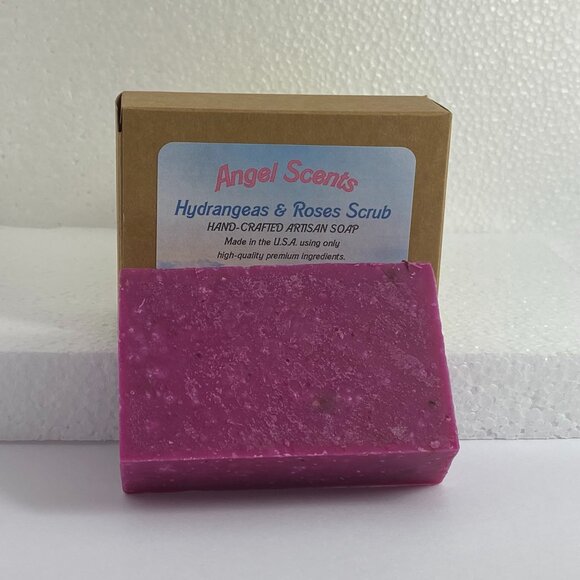 Angel Scents
Hydrangeas & Roses Scrub
HAND-CRAFTED ARTISAN SOAP
Made in the U.S.A. using only
high-quality premium ingredients.